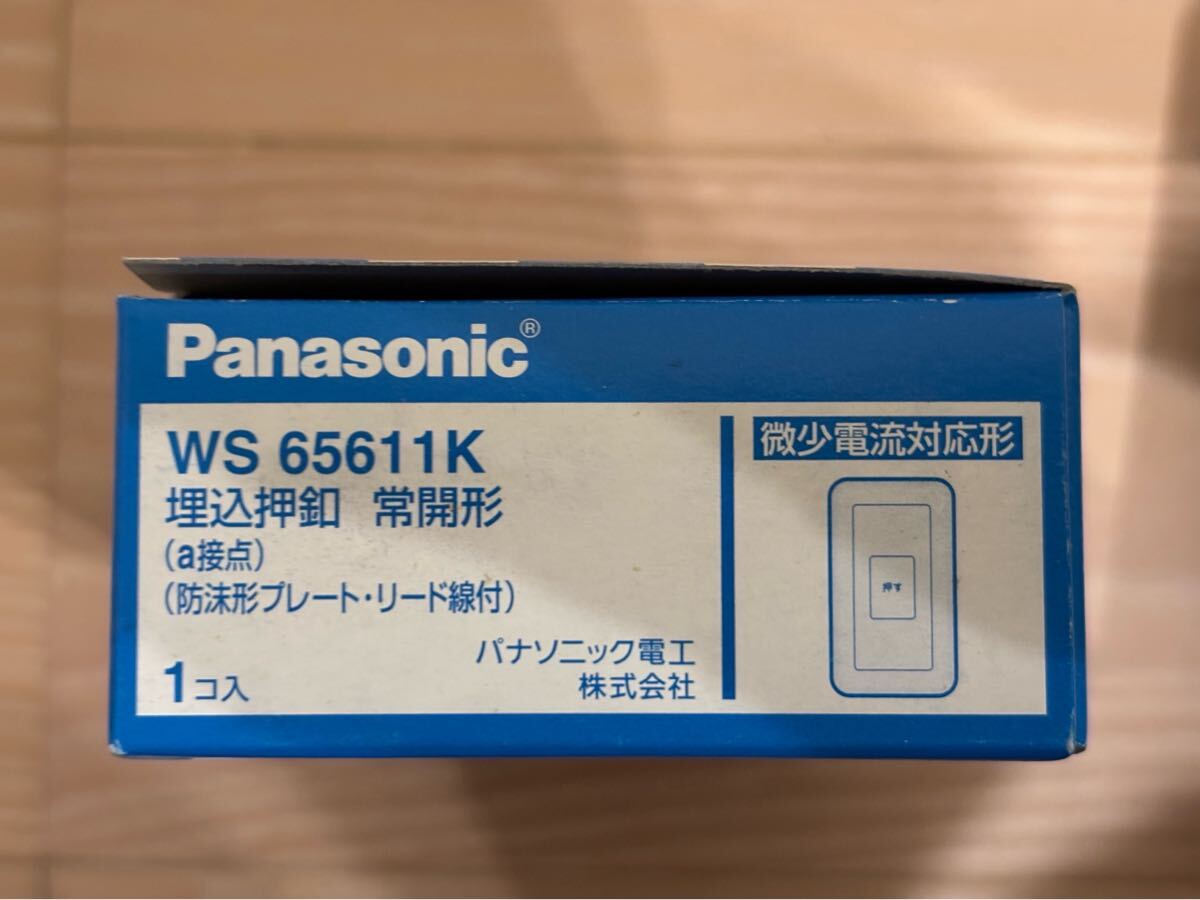 Panasonic®
WS 65611K
埋込押釦 常開形
(a接点)
(防沫形プレート・リード線付)
1コ入
パナソニック電工
株式会社
微少電流対応形
押す